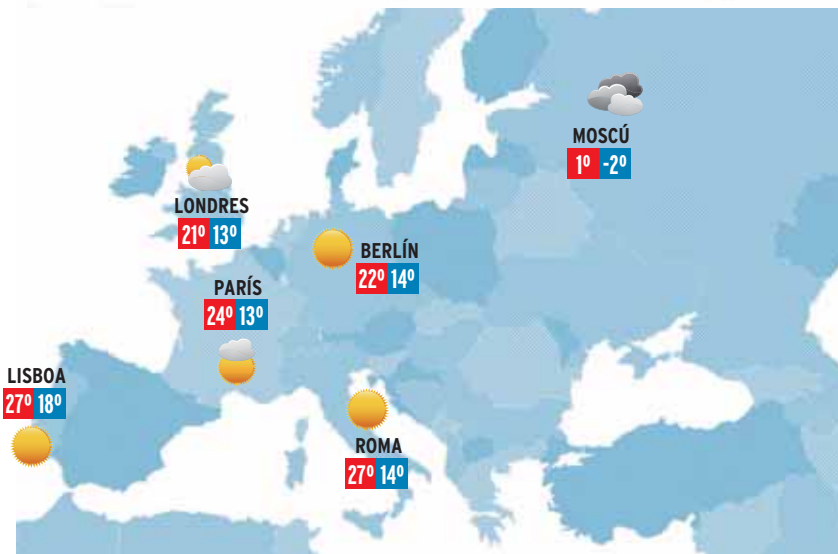 MOSCÚ
1º -2º
LONDRES
21º 13º
BERLÍN
22º 14º
PARÍS
24º 13º
LISBOA
27º 18º
ROMA
27º 14º